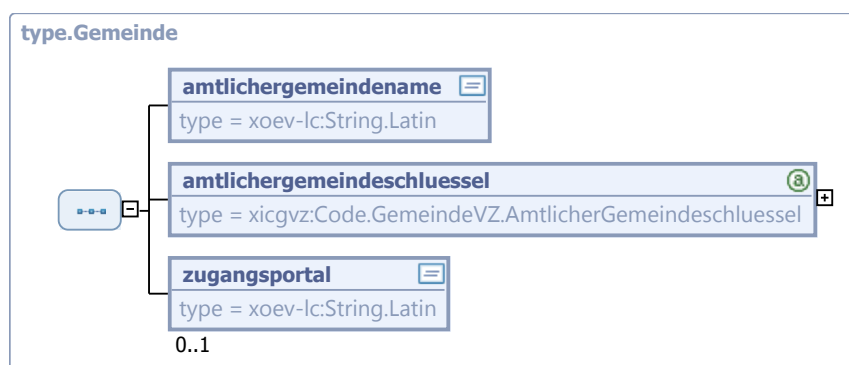 type.Gemeinde
amtlichergemeindename
type = xoev-lc:String.Latin
amtlichergemeindeschluessel
a
type = xicgvz:Code.GemeindeVZ.AmtlicherGemeindeschluessel
zugangsportal
type = xoev-lc:String.Latin
0..1